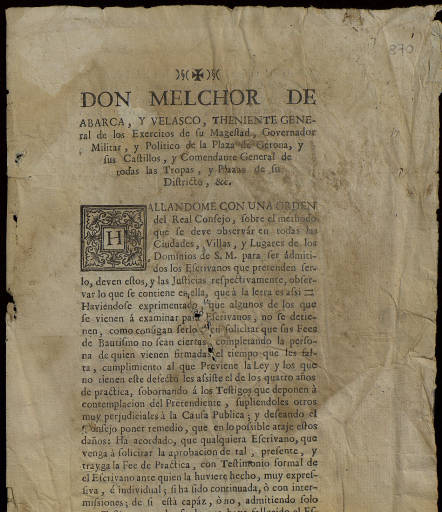 870
DON MELCHOR DE
ABARCA, Y VELASCO, THENIENTE GENE-
ral de los Exercitos de su Magestad, Governador
Militar, y Politico de la Plaza de Gerona, y
sus Castillos, y Comendante General de
todas las Tropas, y Plazas de su
Districto, &c.
HALLANDOME CON UNA ORDEN
del Real Consejo, sobre el methodo
que se deve observár en todas las
Ciudades, Villas, y Lugares de los
Dominios de S. M. para ser admiti-
dos los Escrivanos que pretenden ser-
lo, deven estos, y las Justicias respectivamente, obser-
var lo que se contiene en ella, que à la letra es assi =
Haviendose exprimentado que algunos de los que
se vienen á examinar para Escrivanos, no se detie-
nen, como consigan serlo en solicitar que sus Fees
de Bautismo no sean ciertas, completando la perso-
na de quien vienen firmadas el tiempo que les fal-
ta, cumplimiento al que Previene la Ley y los que
no tienen este defecto les assiste el de los quatro años
de practica, sobornando á los Testigos que deponen à
contemplacion del Pretendiente, supliendoles otros
muy perjudiciales à la Causa Publica; y deseando el
Consejo poner remedio, que en lo possible ataje estos
daños: Ha acordado, que qualquiera Escrivano, que
venga à solicitar la aprobacion de tal, presente, y
trayga la Fee de Practica, con Testimonio formal de
el Escrivano ante quien la huviere hecho, muy expres-
siva, é individual; si ha sido continuada, ò con inter-
missiones; de si está capáz, ò no, admitiendo solo